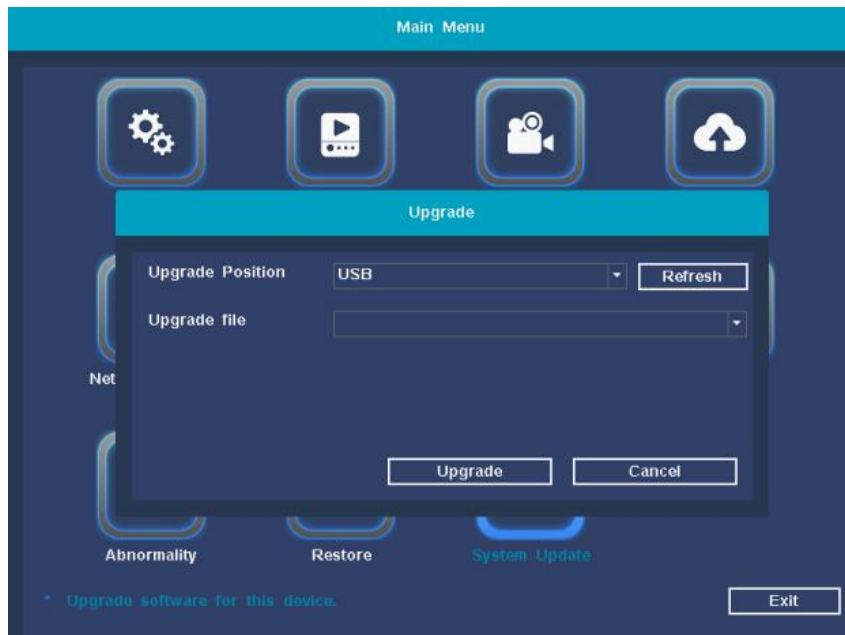 Main Menu
Upgrade
Upgrade Position USB Refresh
Upgrade file
Net
Upgrade Cancel
Abnormality Restore System Update
* Upgrade software for this device.
Exit